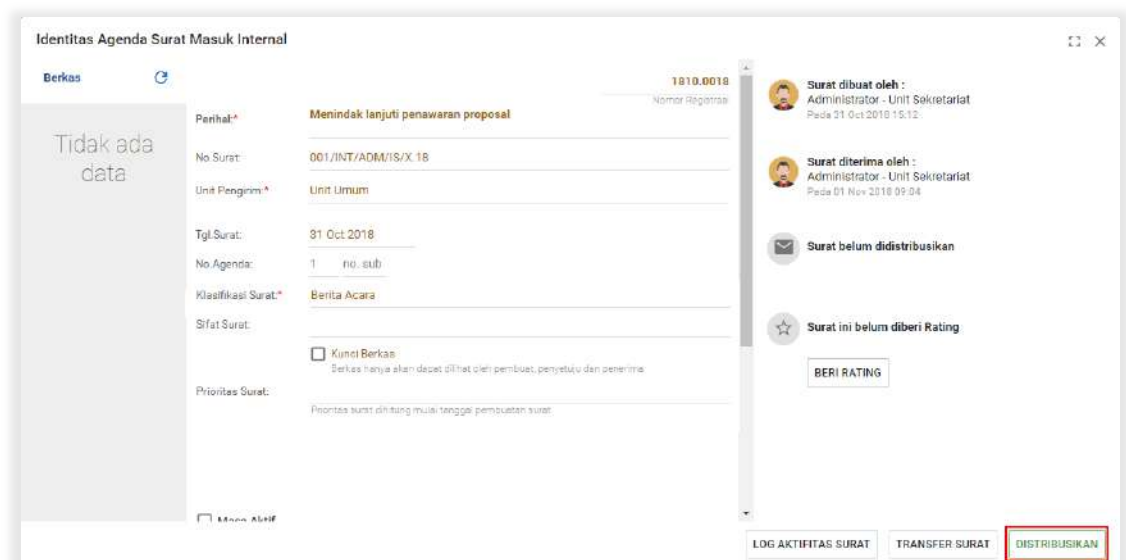 Identitas Agenda Surat Masuk Internal
Berkas
Tidak ada
data
1810.0018
Nomor Registrasi
Perihal:*
Menindak lanjuti penawaran proposal
No.Surat:
001/INT/ADM/IS/X.18
Unit Pengirim:*
Unit Umum
Tgl.Surat:
31 Oct 2018
No.Agenda:
1 no. sub
Klasifikasi Surat:*
Berita Acara
Sifat Surat:
Kunci Berkas
Berkas hanya akan dapat dilihat oleh pembuat, penyetuju dan penerima
Prioritas Surat:
Prioritas surat dihitung mulai tanggal pembuatan surat
Masa Aktif
Surat dibuat oleh :
Administrator - Unit Sekretariat
Pada 31 Oct 2018 15:12
Surat diterima oleh :
Administrator - Unit Sekretariat
Pada 01 Nov 2018 09:04
Surat belum didistribusikan
Surat ini belum diberi Rating
BERI RATING
LOG AKTIFITAS SURAT
TRANSFER SURAT
DISTRIBUSIKAN